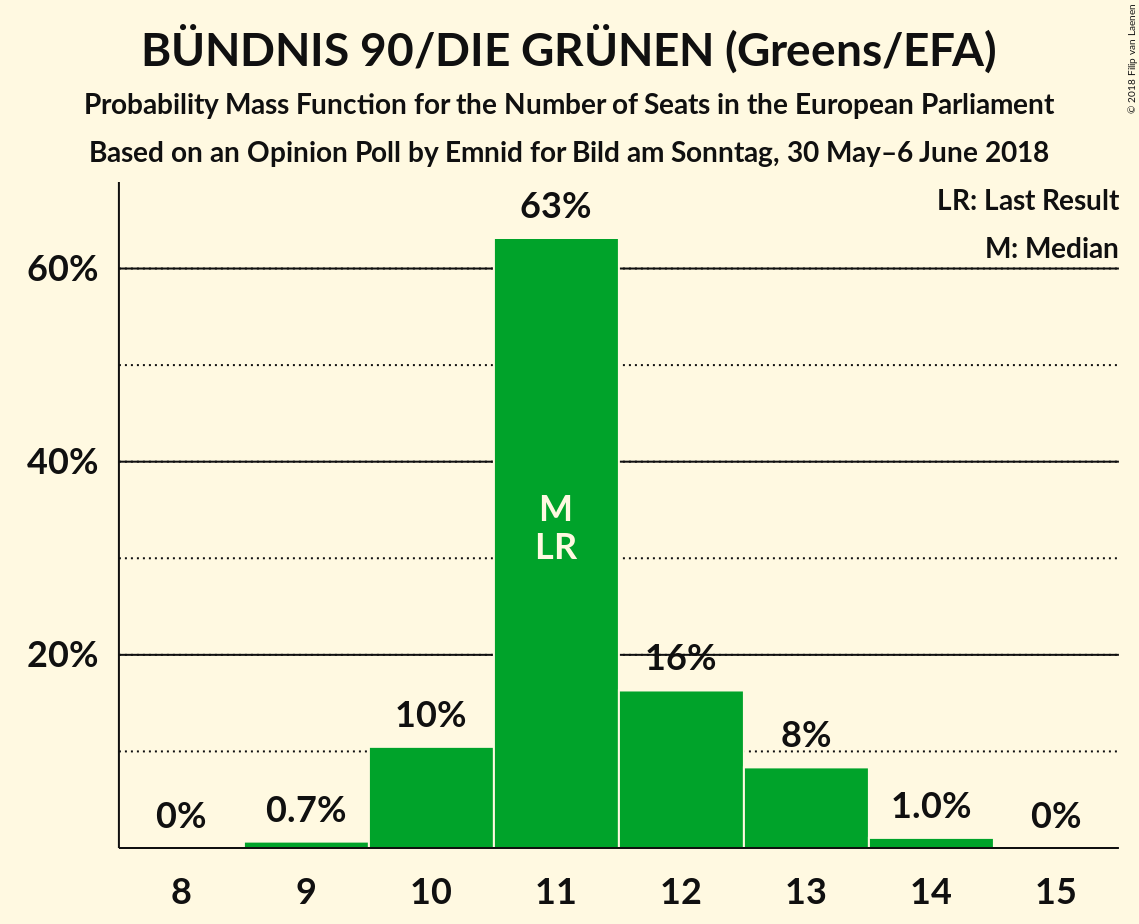 BÜNDNIS 90/DIE GRÜNEN (Greens/EFA)
Probability Mass Function for the Number of Seats in the European Parliament
Based on an Opinion Poll by Emnid for Bild am Sonntag, 30 May–6 June 2018
© 2018 Filip van Laenen
LR: Last Result
M: Median
60%
40%
20%
0%
0.7%
10%
63%
16%
8%
1.0%
0%
M
LR
8
9
10
11
12
13
14
15